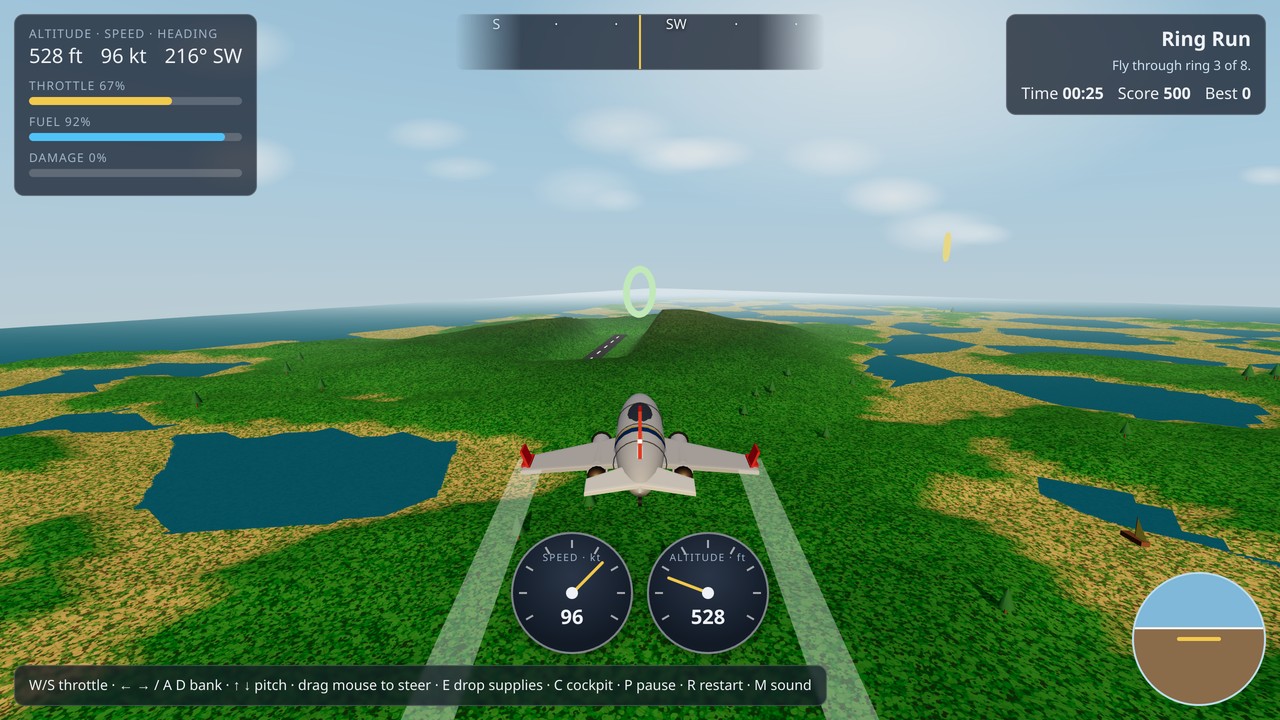 ALTITUDE · SPEED · HEADING
528 ft 96 kt 216° SW
THROTTLE 67%
FUEL 92%
DAMAGE 0%
S · · SW · ·
Ring Run
Fly through ring 3 of 8.
Time 00:25 Score 500 Best 0
SPEED · kt
96
ALTITUDE · ft
528
W/S throttle · ← → / A D bank · ↑ ↓ pitch · drag mouse to steer · E drop supplies · C cockpit · P pause · R restart · M sound